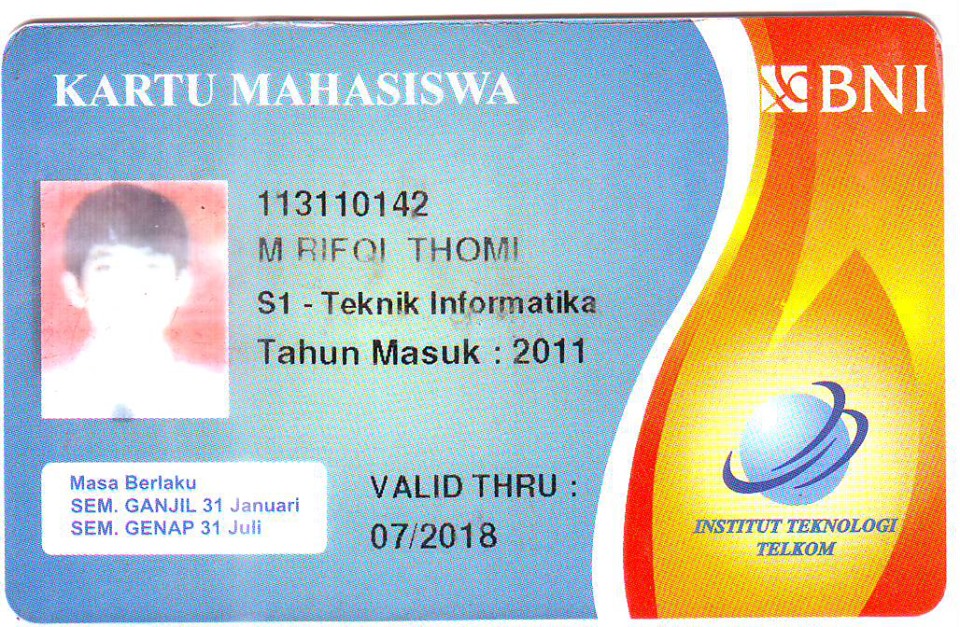 KARTU MAHASISWA
BNI
113110142
M RIFQI THOMI
S1 - Teknik Informatika
Tahun Masuk : 2011
Masa Berlaku
SEM. GANJIL 31 Januari
SEM. GENAP 31 Juli
VALID THRU :
07/2018
INSTITUT TEKNOLOGI
TELKOM